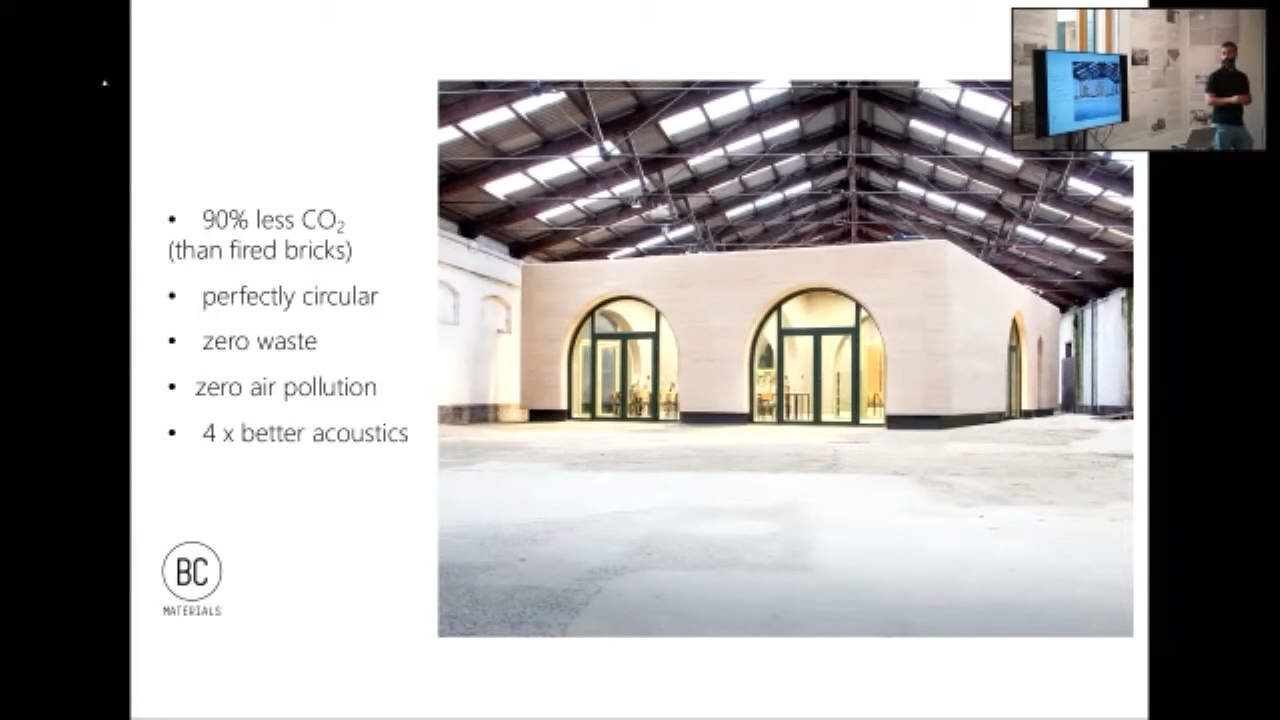 • 90% less CO₂
(than fired bricks)
• perfectly circular
• zero waste
• zero air pollution
• 4 x better acoustics
BC
MATERIALS